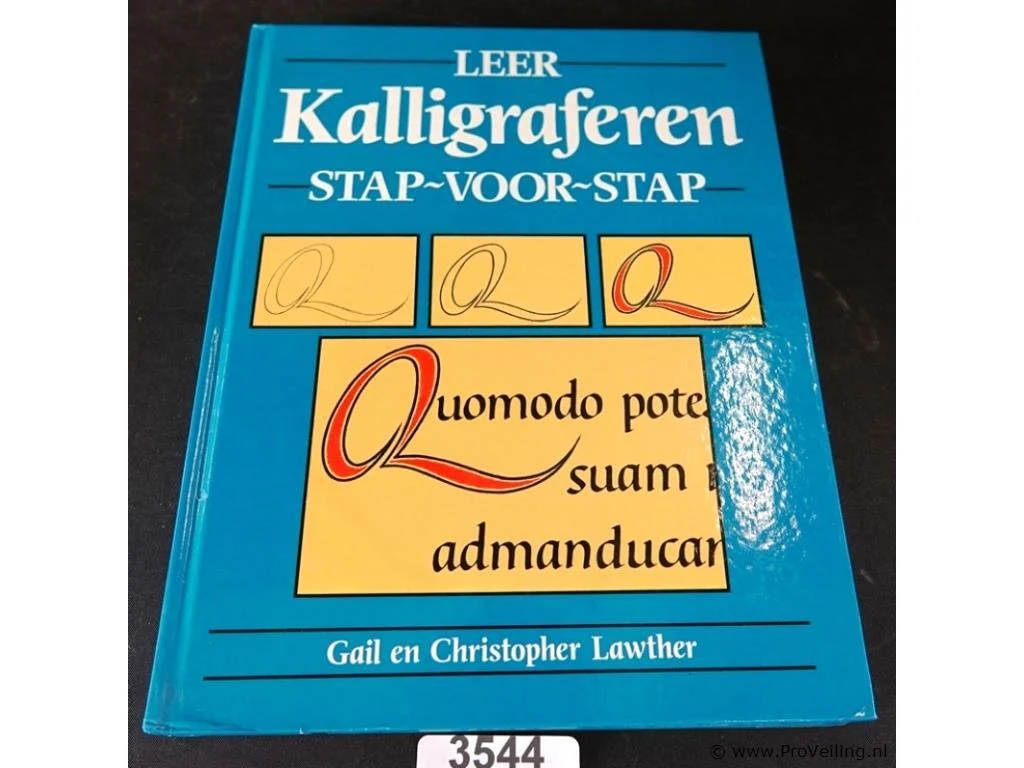 LEER
Kalligraferen
STAP~VOOR~STAP
Q Q Q
Quomodo pote
suam
admanducar
Gail en Christopher Lawther
3544
© www.ProVeiling.nl